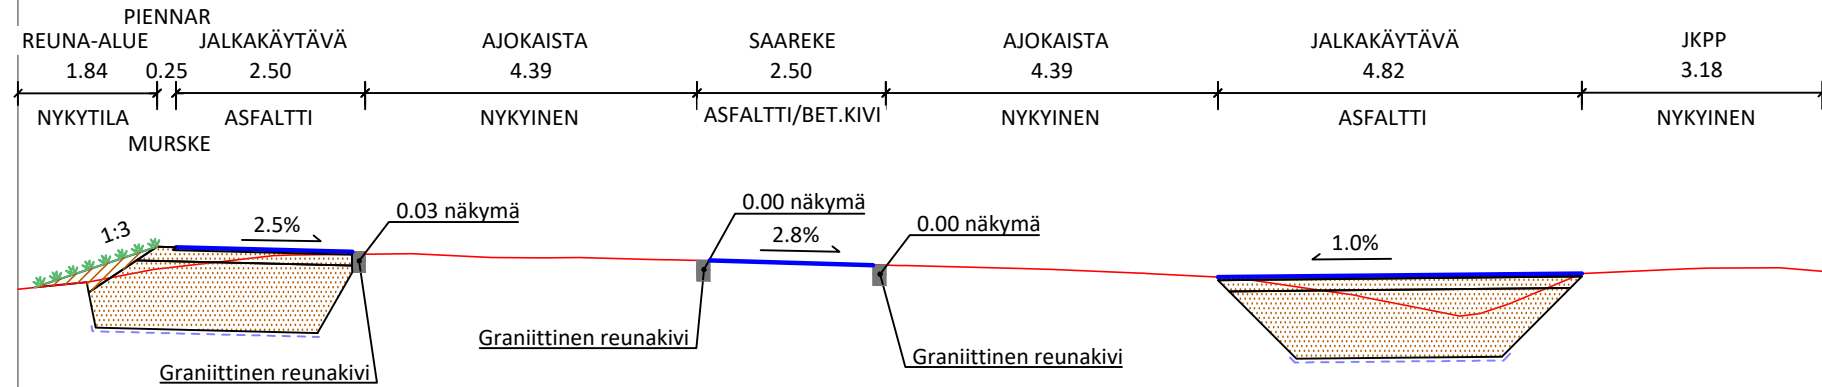 PIENNAR
REUNA-ALUE JALKAKÄYTÄVÄ AJOKAISTA SAAREKE AJOKAISTA JALKAKÄYTÄVÄ JKPP
1.84 0.25 2.50 4.39 2.50 4.39 4.82 3.18
NYKYTILA ASFALTTI NYKYINEN ASFALTTI/BET.KIVI NYKYINEN ASFALTTI NYKYINEN
MURSKE
0.03 näkymä
0.00 näkymä
0.00 näkymä
1:3
2.5%
2.8%
1.0%
Graniittinen reunakivi
Graniittinen reunakivi
Graniittinen reunakivi